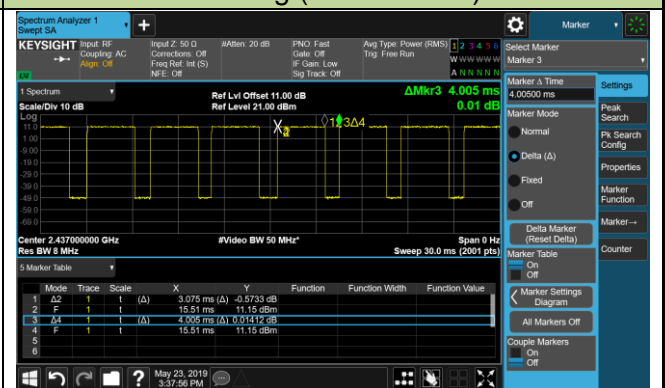 Spectrum Analyzer 1
Swept SA
Marker
KEYSIGHT Input: RF
Coupling: AC
Align: Off
Input Z: 50 Ω
Corrections: Off
Freq Ref: Int (S)
NFE: Off
#Atten: 20 dB
PNO: Fast
Gate: Off
IF Gain: Low
Sig Track: Off
Avg Type: Power (RMS)
Trig: Free Run
1 2 3 4 5 6
W W W W W W
A N N N N N
Select Marker
Marker 3
LXI
1 Spectrum
Scale/Div 10 dB
Ref Lvl Offset 11.00 dB
Ref Level 21.00 dBm
ΔMkr3 4.005 ms
0.01 dB
Log
11.0
1.00
-9.00
-19.0
-29.0
-39.0
-49.0
-59.0
-69.0
Center 2.437000000 GHz
Res BW 8 MHz
#Video BW 50 MHz*
Span 0 Hz
Sweep 30.0 ms (2001 pts)
5 Marker Table
Mode Trace Scale X Y Function Function Width Function Value
1 Δ2 1 t (Δ) 3.075 ms (Δ) -0.5733 dB
2 F 1 t 15.51 ms 11.15 dBm
3 Δ4 1 t (Δ) 4.005 ms (Δ) 0.01412 dB
4 F 1 t 15.51 ms 11.15 dBm
5
6
May 23, 2019
3:37:56 PM
Marker Δ Time
4.00500 ms
Marker Mode
Normal
Delta (Δ)
Fixed
Off
Delta Marker
(Reset Delta)
Marker Table
On
Off
Marker Settings
Diagram
All Markers Off
Couple Markers
On
Off
Settings
Peak
Search
Pk Search
Config
Properties
Marker
Function
Marker→
Counter